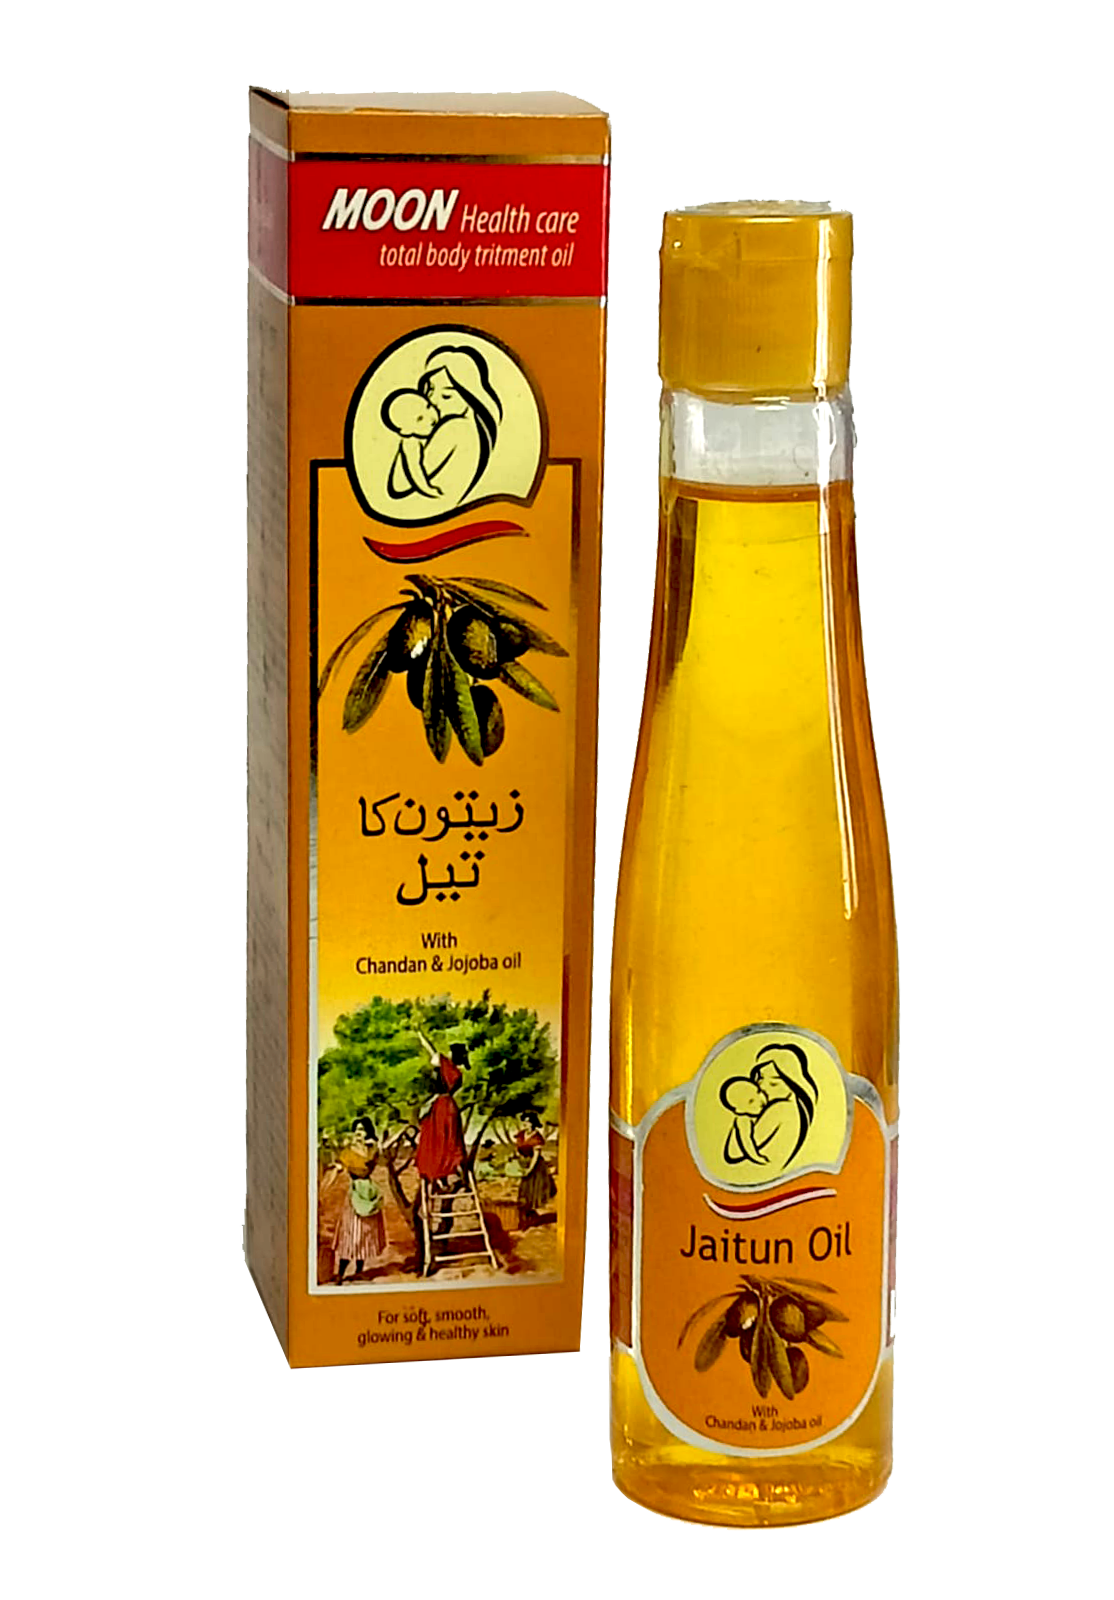 MOON Health care
total body tritment oil
زیتون کا
تیل
With
Chandan & Jojoba oil
For soft, smooth,
glowing & healthy skin
Jaitun Oil
With
Chandan & Jojoba oil